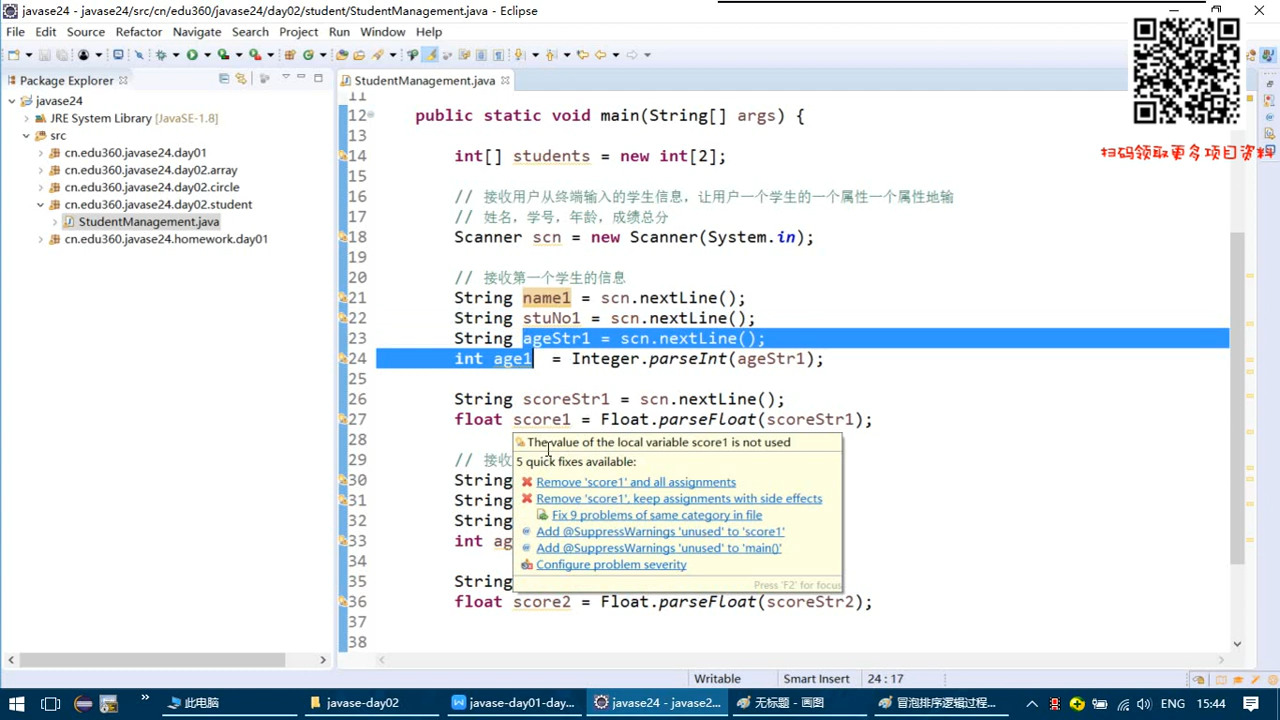 javase24 - javase24/src/cn/edu360/javase24/day02/student/StudentManagement.java - Eclipse
File Edit Source Refactor Navigate Search Project Run Window Help
Package Explorer
StudentManagement.java
javase24
JRE System Library [JavaSE-1.8]
src
cn.edu360.javase24.day01
cn.edu360.javase24.day02.array
cn.edu360.javase24.day02.circle
cn.edu360.javase24.day02.student
StudentManagement.java
cn.edu360.javase24.homework.day01
扫码领取更多项目资料
11
12 public static void main(String[] args) {
13
14 int[] students = new int[2];
15
16 // 接收用户从终端输入的学生信息，让用户一个学生的一个属性一个属性地输
17 // 姓名，学号，年龄，成绩总分
18 Scanner scn = new Scanner(System.in);
19
20 // 接收第一个学生的信息
21 String name1 = scn.nextLine();
22 String stuNo1 = scn.nextLine();
23 String ageStr1 = scn.nextLine();
24 int age1 = Integer.parseInt(ageStr1);
25
26 String scoreStr1 = scn.nextLine();
27 float score1 = Float.parseFloat(scoreStr1);
28
29 // 接收
30 String
31 String
32 String
33 int ag
34
35 String
36 float score2 = Float.parseFloat(scoreStr2);
37
38
The value of the local variable score1 is not used
5 quick fixes available:
Remove 'score1' and all assignments
Remove 'score1', keep assignments with side effects
Fix 9 problems of same category in file
Add @SuppressWarnings 'unused' to 'score1'
Add @SuppressWarnings 'unused' to 'main()'
Configure problem severity
Press 'F2' for focus
Writable Smart Insert 24 : 17
此电脑 javase-day02 javase-day01-da... javase24 - javase2... 无标题 - 画图 冒泡排序逻辑过程... ENG 15:44